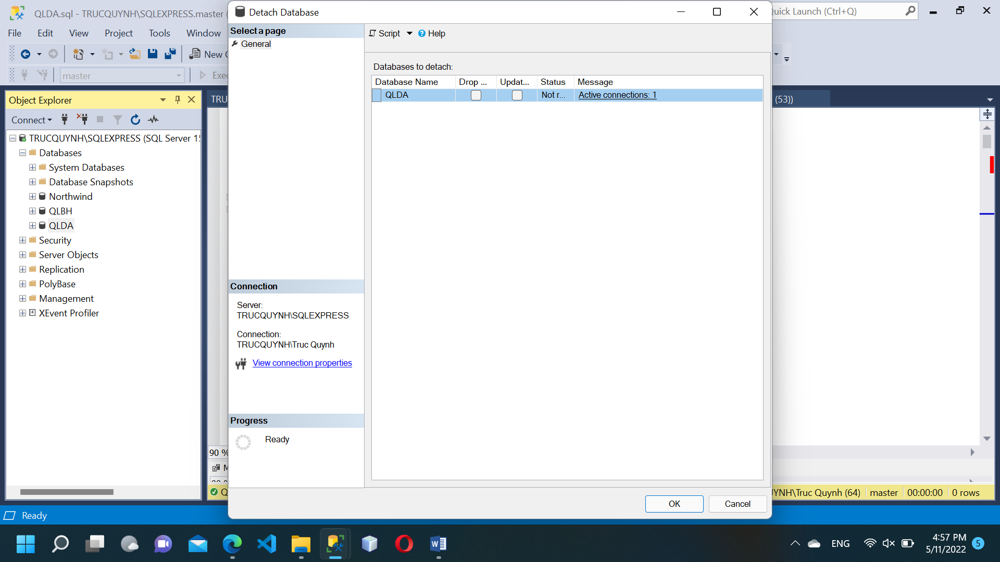 QLDA.sql - TRUCQUYNH\SQLEXPRESS.master (
Quick Launch (Ctrl+Q)
File Edit View Project Tools Window
New
master
Object Explorer
Connect
TRUCQUYNH\SQLEXPRESS (SQL Server 15
Databases
System Databases
Database Snapshots
Northwind
QLBH
QLDA
Security
Server Objects
Replication
PolyBase
Management
XEvent Profiler
TRU
(53))
90 %
Detach Database
Select a page
General
Script Help
Databases to detach:
Database Name Drop ... Updat... Status Message
QLDA Not r... Active connections: 1
Connection
Server:
TRUCQUYNH\SQLEXPRESS
Connection:
TRUCQUYNH\Truc Quynh
View connection properties
Progress
Ready
OK Cancel
YNH\Truc Quynh (64) master 00:00:00 0 rows
Ready
ENG
4:57 PM
5/11/2022
5